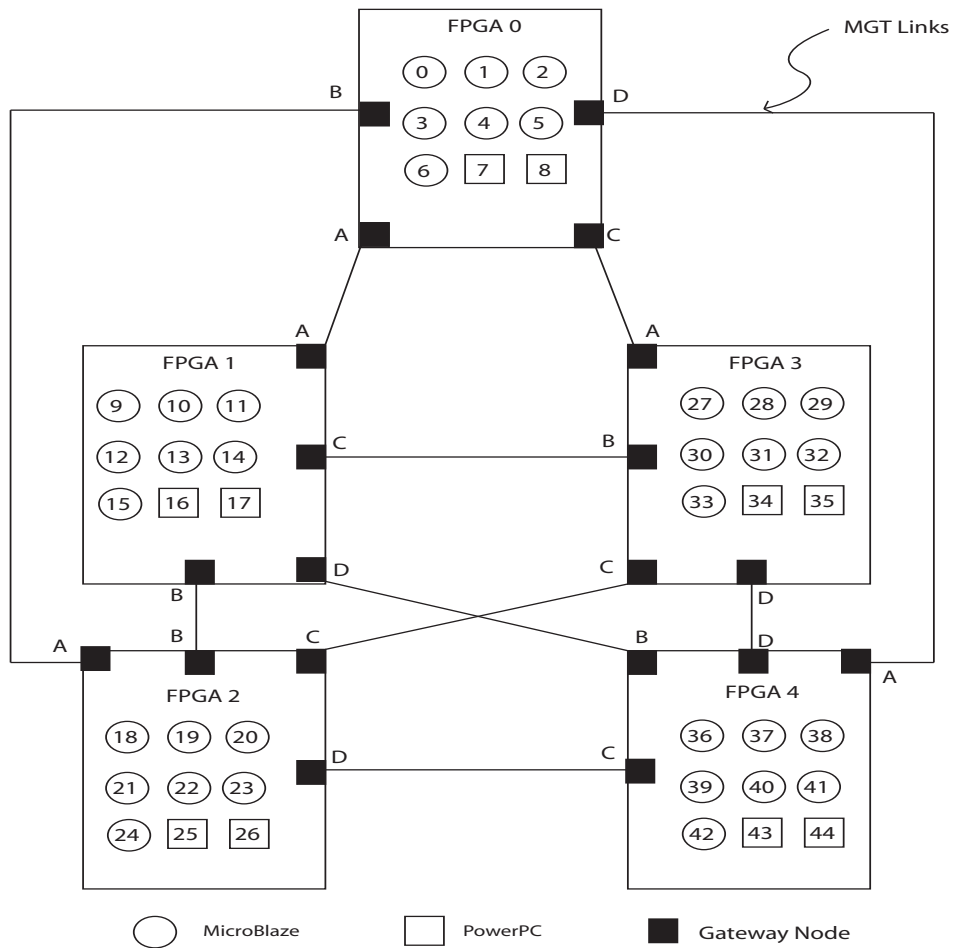 FPGA 0
MGT Links
0 1 2
B D
3 4 5
6 7 8
A C
A A
FPGA 1 FPGA 3
9 10 11 27 28 29
C B
12 13 14 30 31 32
15 16 17 33 34 35
D C
B D
A B C B D A
FPGA 2 FPGA 4
18 19 20 36 37 38
D C
21 22 23 39 40 41
24 25 26 42 43 44
MicroBlaze PowerPC Gateway Node